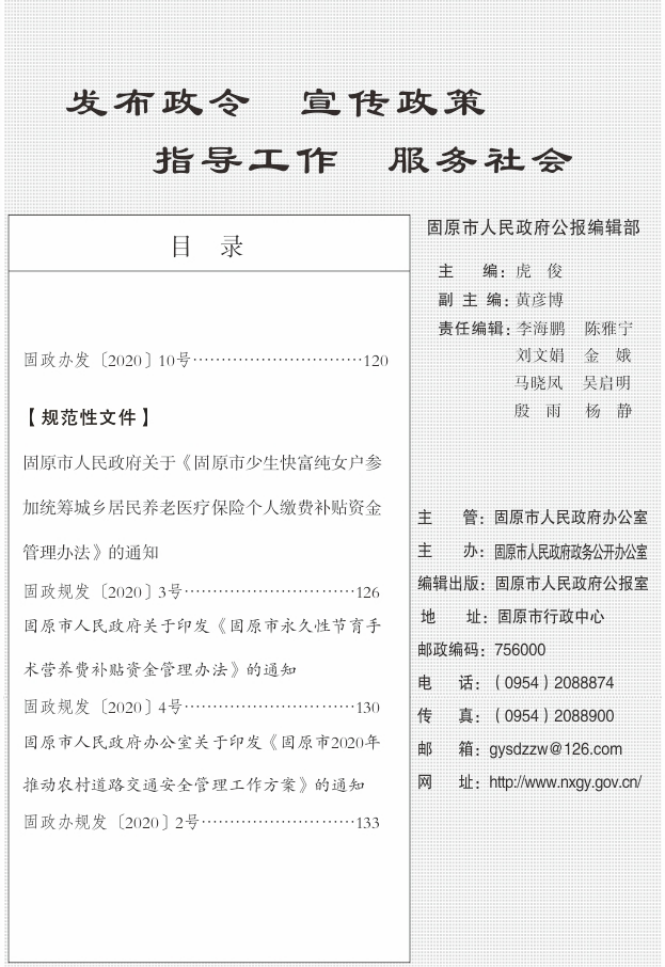 发布政令 宣传政策
指导工作 服务社会
目 录
固政办发〔2020〕10号…………………………120
【规范性文件】
固原市人民政府关于《固原市少生快富纯女户参
加统筹城乡居民养老医疗保险个人缴费补贴资金
管理办法》的通知
固政规发〔2020〕3号…………………………126
固原市人民政府关于印发《固原市永久性节育手
术营养费补贴资金管理办法》的通知
固政规发〔2020〕4号…………………………130
固原市人民政府办公室关于印发《固原市2020年
推动农村道路交通安全管理工作方案》的通知
固政办规发〔2020〕2号………………………133
固原市人民政府公报编辑部
主 编：虎 俊
副 主 编：黄彦博
责任编辑：李海鹏 陈雅宁
刘文娟 金 娥
马晓凤 吴启明
殷 雨 杨 静
主 管：固原市人民政府办公室
主 办：固原市人民政府政务公开办公室
编辑出版：固原市人民政府公报室
地 址：固原市行政中心
邮政编码：756000
电 话：（0954）2088874
传 真：（0954）2088900
邮 箱：gysdzzw@126.com
网 址：http://www.nxgy.gov.cn/